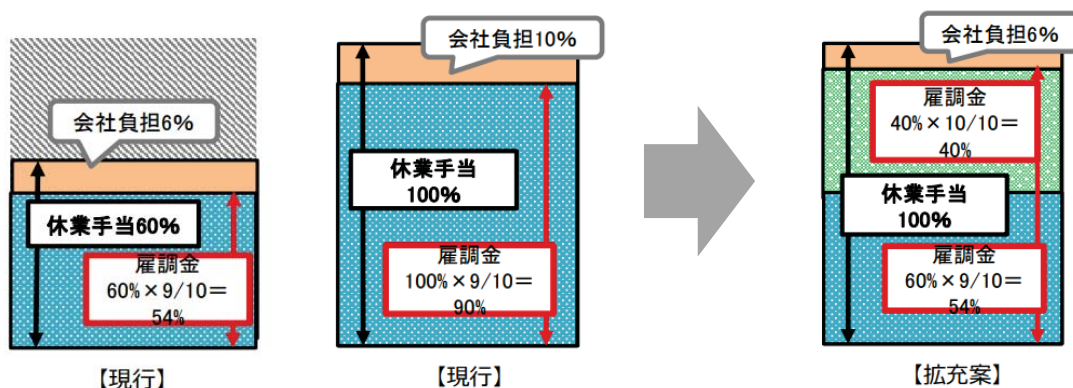 会社負担6%
休業手当60%
雇調金
60%×9/10=
54%
【現行】
会社負担10%
休業手当
100%
雇調金
100%×9/10=
90%
【現行】
会社負担6%
雇調金
40%×10/10=
40%
休業手当
100%
雇調金
60%×9/10=
54%
【拡充案】